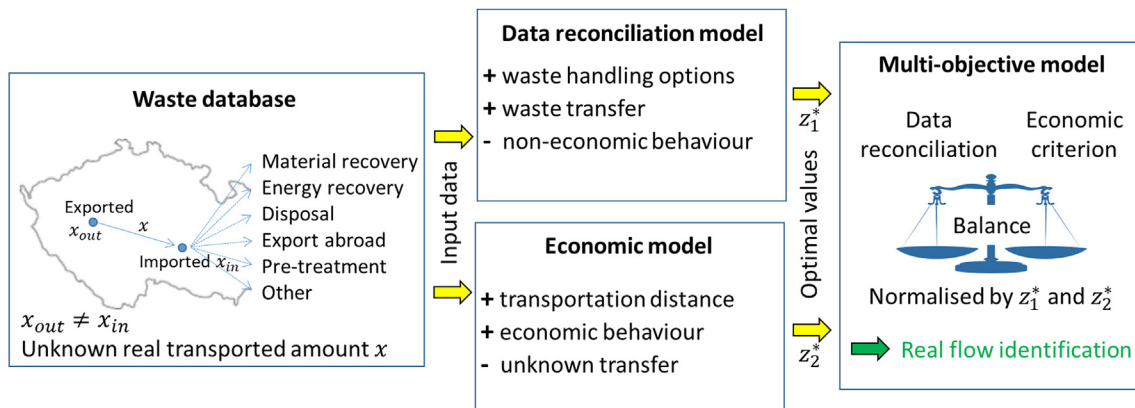 Waste database
Exported
x_out
x
Imported x_in
Material recovery
Energy recovery
Disposal
Export abroad
Pre-treatment
Other
x_out ≠ x_in
Unknown real transported amount x
Input data
Data reconciliation model
+ waste handling options
+ waste transfer
- non-economic behaviour
Economic model
+ transportation distance
+ economic behaviour
- unknown transfer
z_1^*
Optimal values
z_2^*
Multi-objective model
Data
reconciliation
Economic
criterion
Balance
Normalised by z_1^* and z_2^*
Real flow identification